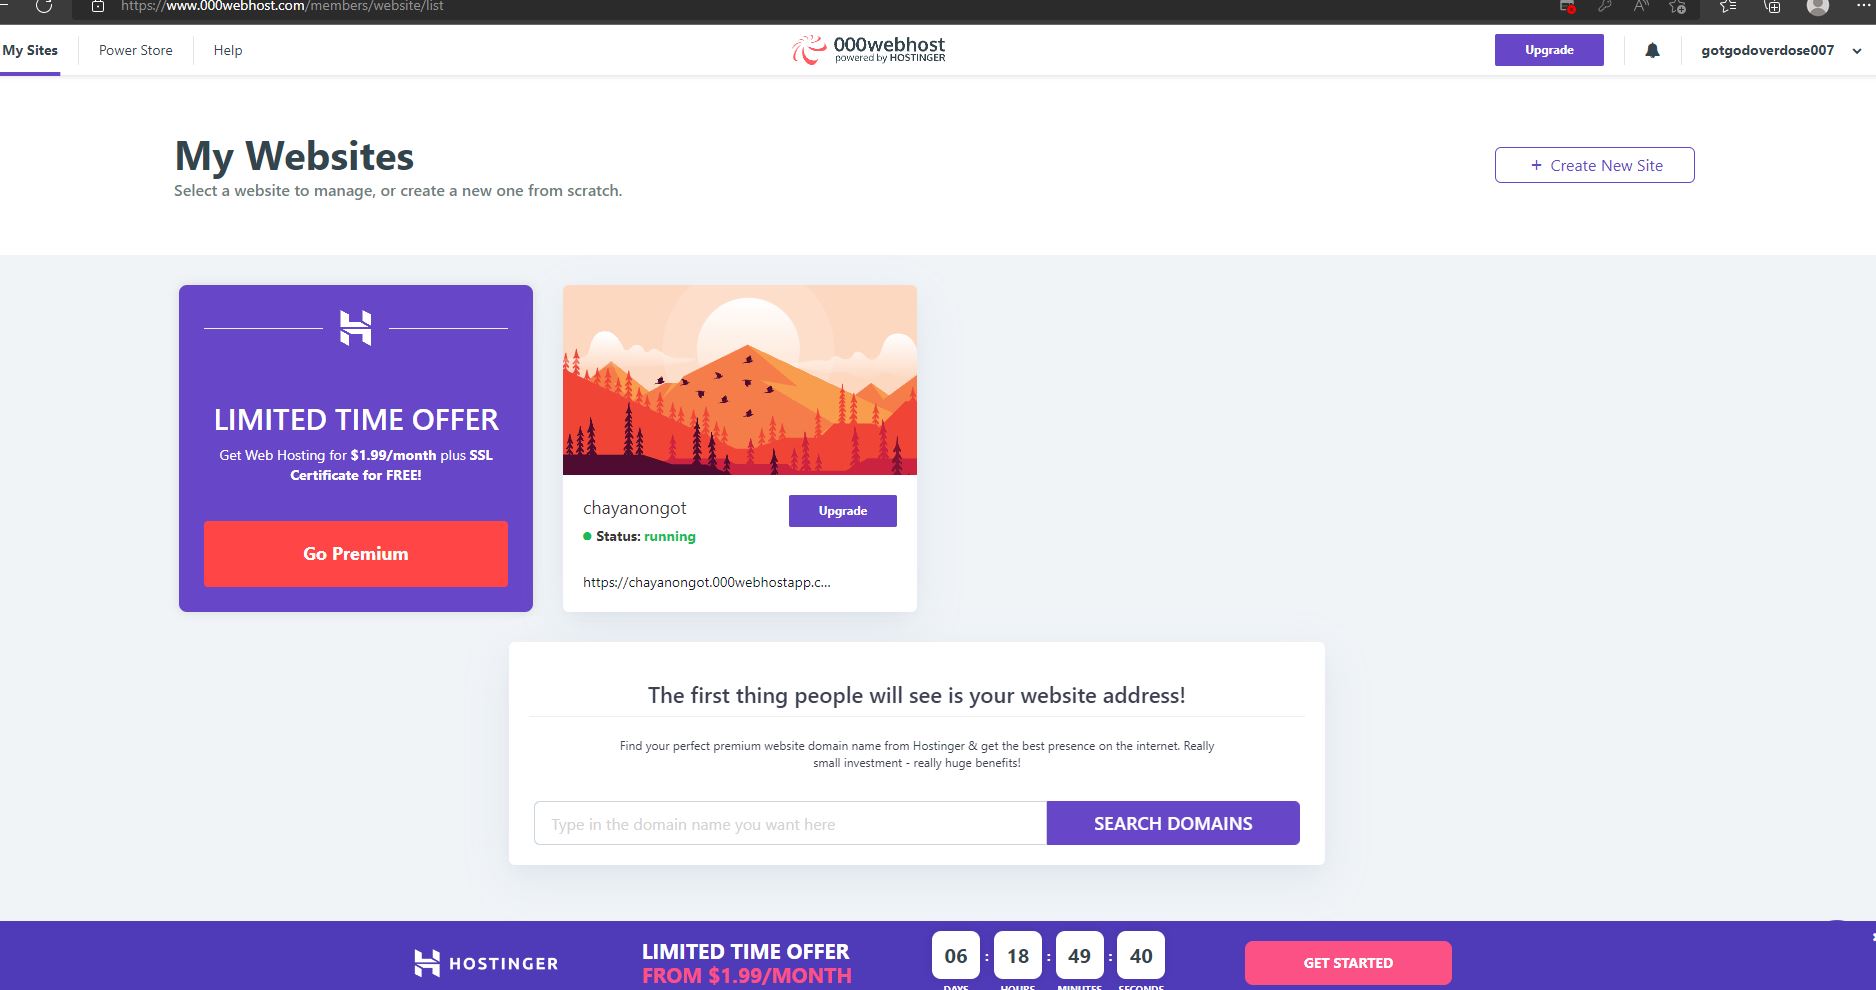 https://www.000webhost.com/members/website/list
My Sites
Power Store
Help
000webhost
powered by HOSTINGER
Upgrade
gotgodoverdose007
My Websites
Select a website to manage, or create a new one from scratch.
+ Create New Site
LIMITED TIME OFFER
Get Web Hosting for $1.99/month plus SSL
Certificate for FREE!
Go Premium
chayanongot
Upgrade
Status: running
https://chayanongot.000webhostapp.c...
The first thing people will see is your website address!
Find your perfect premium website domain name from Hostinger & get the best presence on the internet. Really
small investment - really huge benefits!
Type in the domain name you want here
SEARCH DOMAINS
HOSTINGER
LIMITED TIME OFFER
FROM $1.99/MONTH
06 : 18 : 49 : 40
DAYS HOURS MINUTES SECONDS
GET STARTED